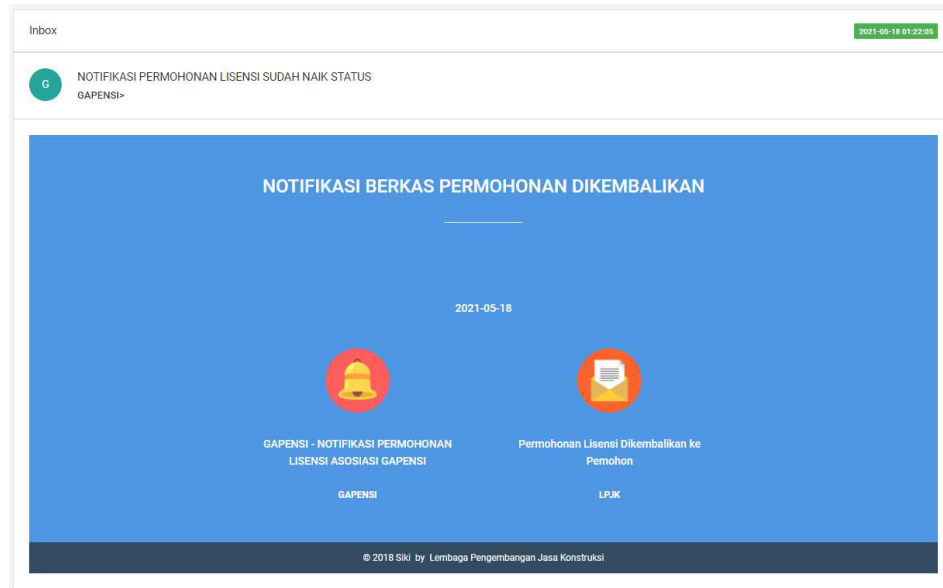 Inbox
2021-05-18 01:22:05
G
NOTIFIKASI PERMOHONAN LISENSI SUDAH NAIK STATUS
GAPENSI>
NOTIFIKASI BERKAS PERMOHONAN DIKEMBALIKAN
2021-05-18
GAPENSI - NOTIFIKASI PERMOHONAN
LISENSI ASOSIASI GAPENSI
GAPENSI
Permohonan Lisensi Dikembalikan ke
Pemohon
LPJK
© 2018 Siki by Lembaga Pengembangan Jasa Konstruksi